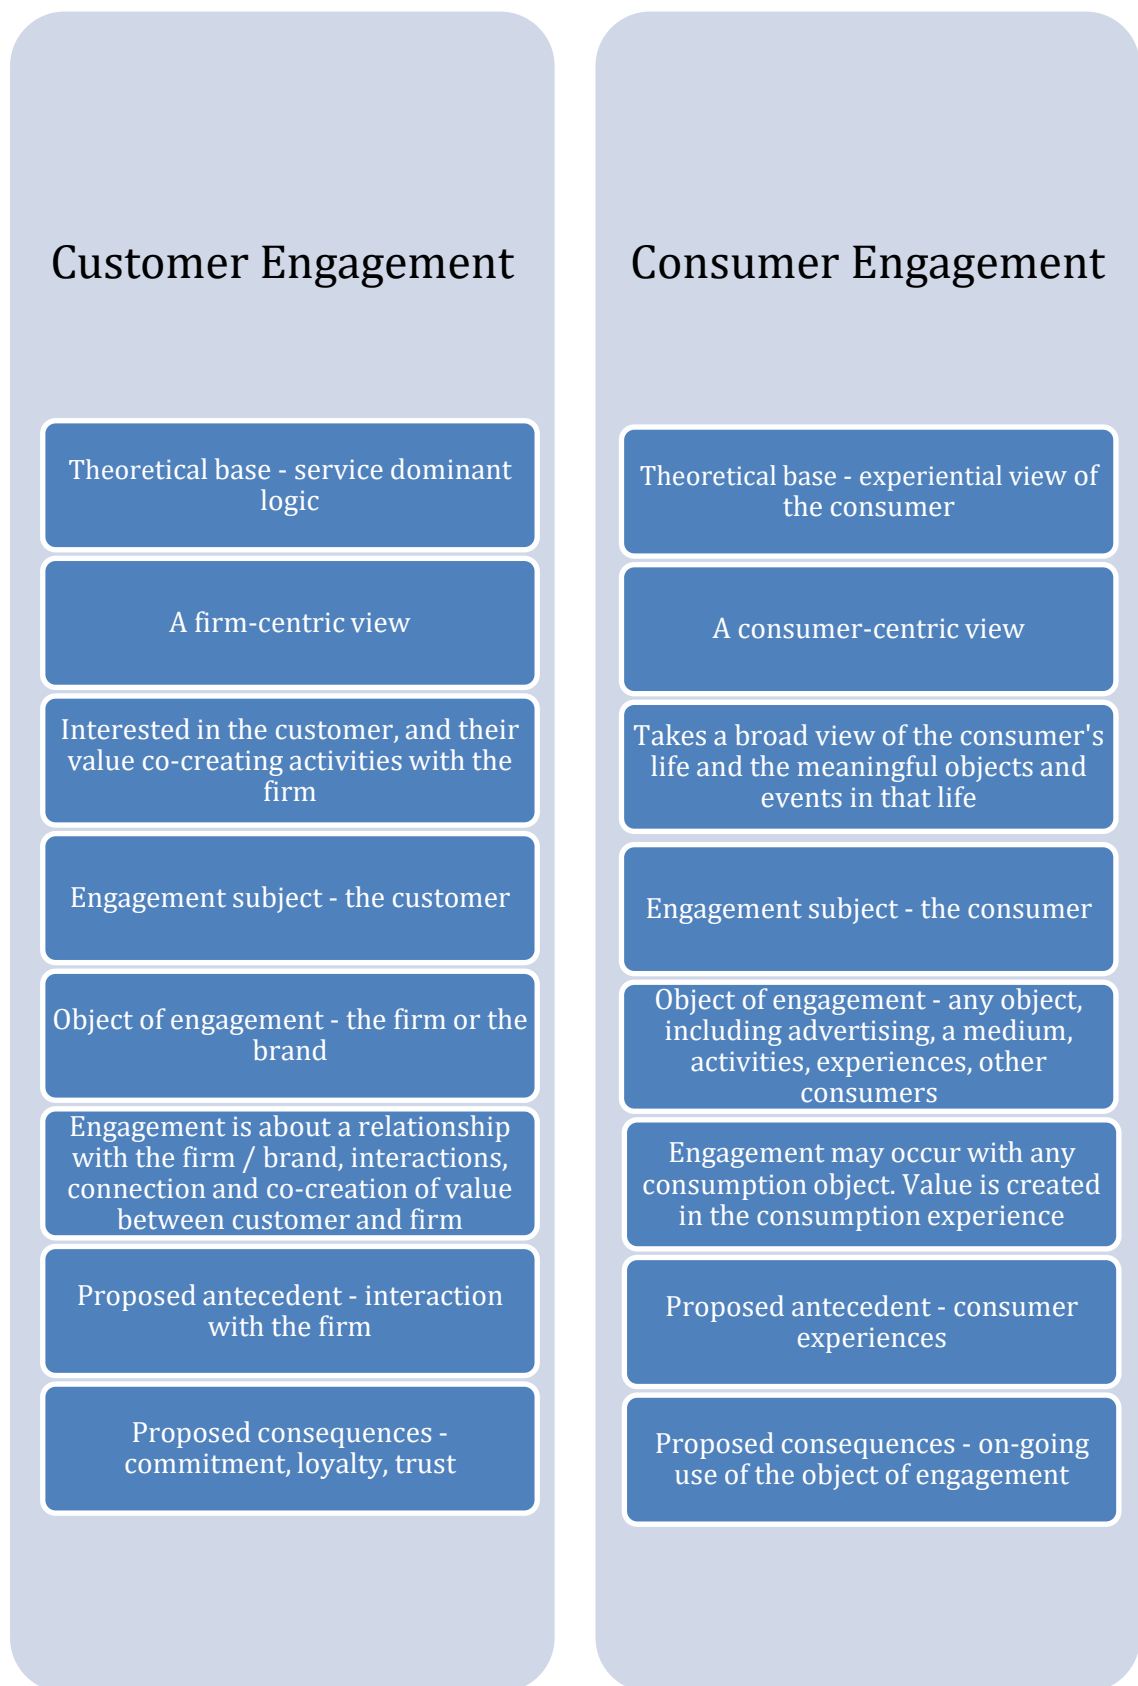 Customer Engagement
Theoretical base - service dominant
logic
A firm-centric view
Interested in the customer, and their
value co-creating activities with the
firm
Engagement subject - the customer
Object of engagement - the firm or the
brand
Engagement is about a relationship
with the firm / brand, interactions,
connection and co-creation of value
between customer and firm
Proposed antecedent - interaction
with the firm
Proposed consequences -
commitment, loyalty, trust
Consumer Engagement
Theoretical base - experiential view of
the consumer
A consumer-centric view
Takes a broad view of the consumer's
life and the meaningful objects and
events in that life
Engagement subject - the consumer
Object of engagement - any object,
including advertising, a medium,
activities, experiences, other
consumers
Engagement may occur with any
consumption object. Value is created
in the consumption experience
Proposed antecedent - consumer
experiences
Proposed consequences - on-going
use of the object of engagement